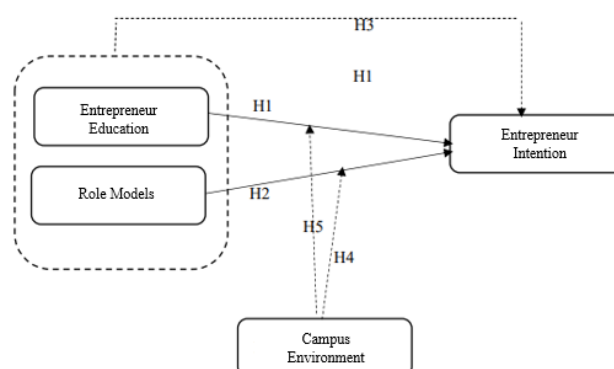 H3
H1
Entrepreneur
Education
H1
Entrepreneur
Intention
Role Models
H2
H5
H4
Campus
Environment